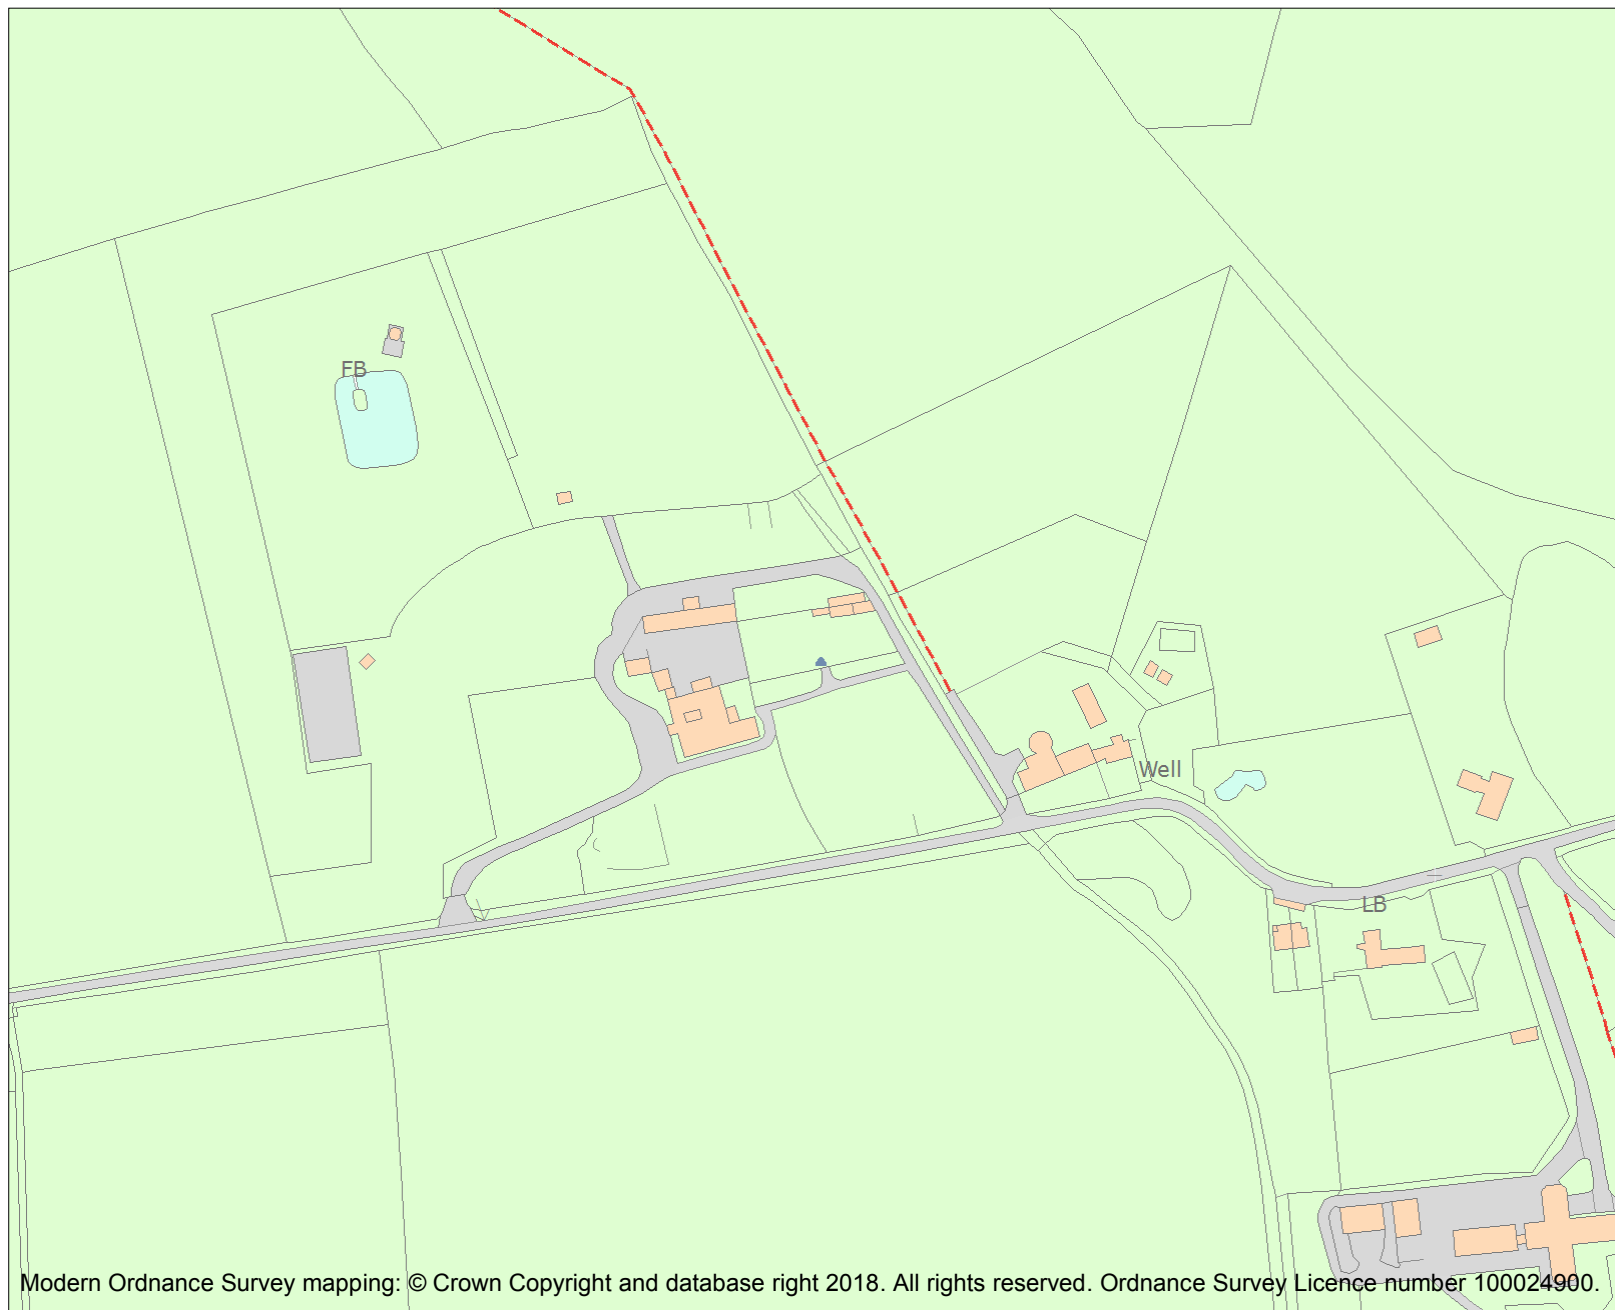 FB
Well
LB
Modern Ordnance Survey mapping: © Crown Copyright and database right 2018. All rights reserved. Ordnance Survey Licence number 100024900.